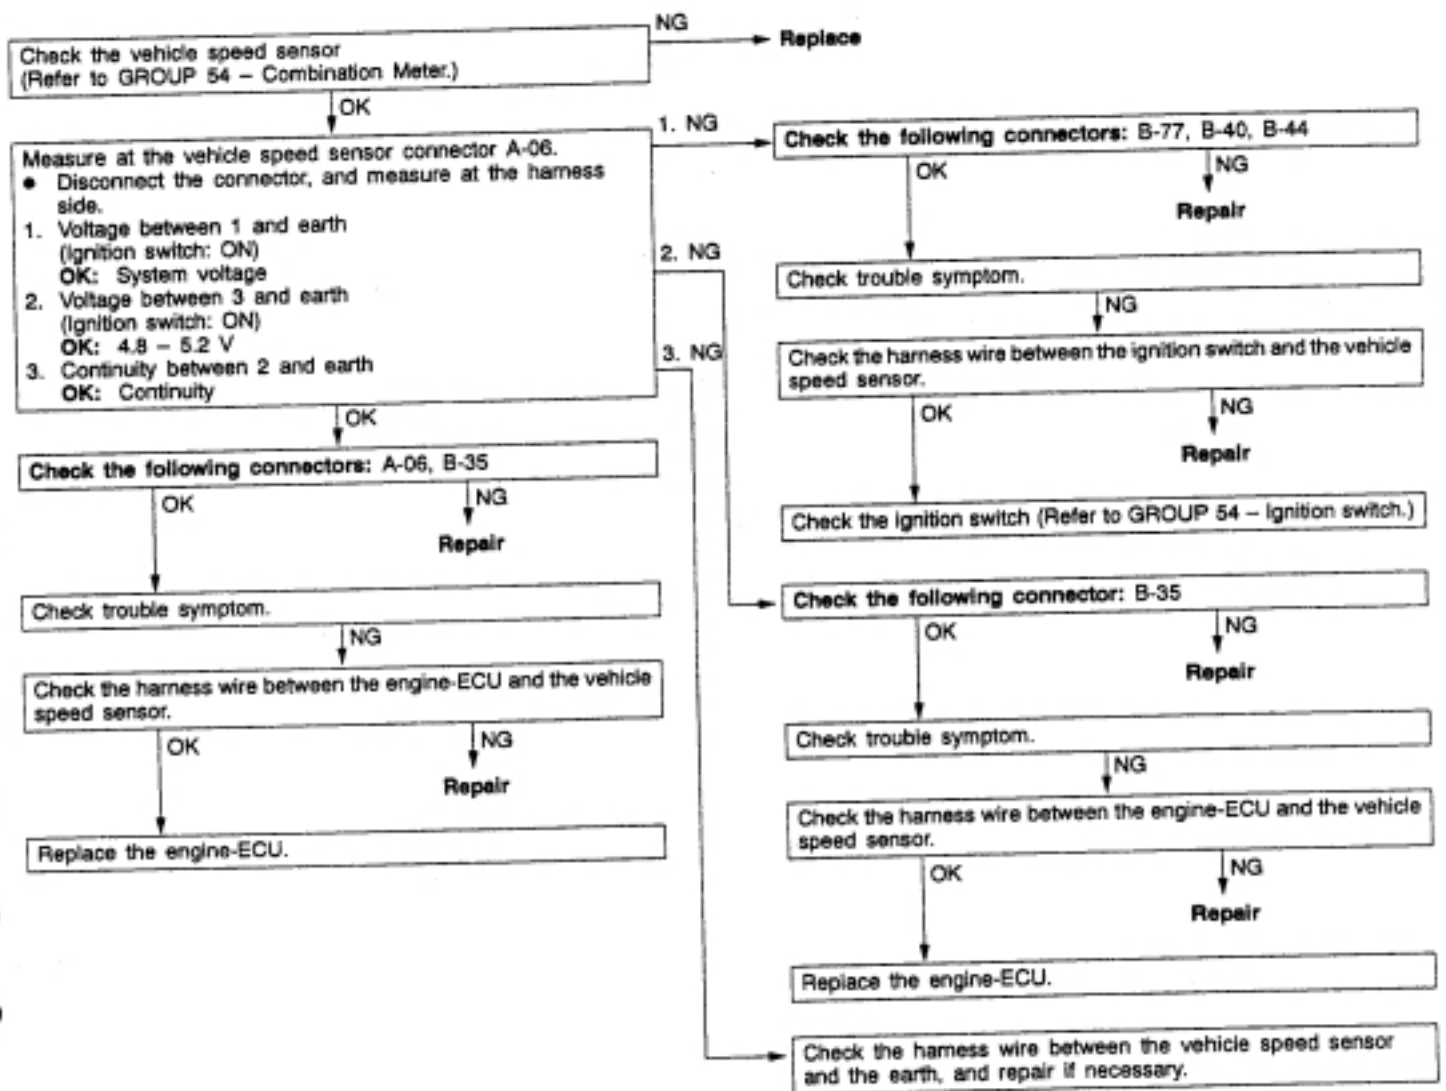 NG
Check the vehicle speed sensor
(Refer to GROUP 54 – Combination Meter.)
Replace
OK
Measure at the vehicle speed sensor connector A-06.
● Disconnect the connector, and measure at the harness
side.
1. Voltage between 1 and earth
(Ignition switch: ON)
OK: System voltage
2. Voltage between 3 and earth
(Ignition switch: ON)
OK: 4.8 – 5.2 V
3. Continuity between 2 and earth
OK: Continuity
OK
Check the following connectors: A-06, B-35
OK
NG
Repair
Check trouble symptom.
NG
Check the harness wire between the engine-ECU and the vehicle
speed sensor.
OK
NG
Repair
Replace the engine-ECU.
1. NG
Check the following connectors: B-77, B-40, B-44
OK
NG
Repair
Check trouble symptom.
NG
Check the harness wire between the ignition switch and the vehicle
speed sensor.
OK
NG
Repair
Check the ignition switch (Refer to GROUP 54 – Ignition switch.)
2. NG
Check the following connector: B-35
OK
NG
Repair
Check trouble symptom.
NG
Check the harness wire between the engine-ECU and the vehicle
speed sensor.
OK
NG
Repair
Replace the engine-ECU.
3. NG
Check the harness wire between the vehicle speed sensor
and the earth, and repair if necessary.